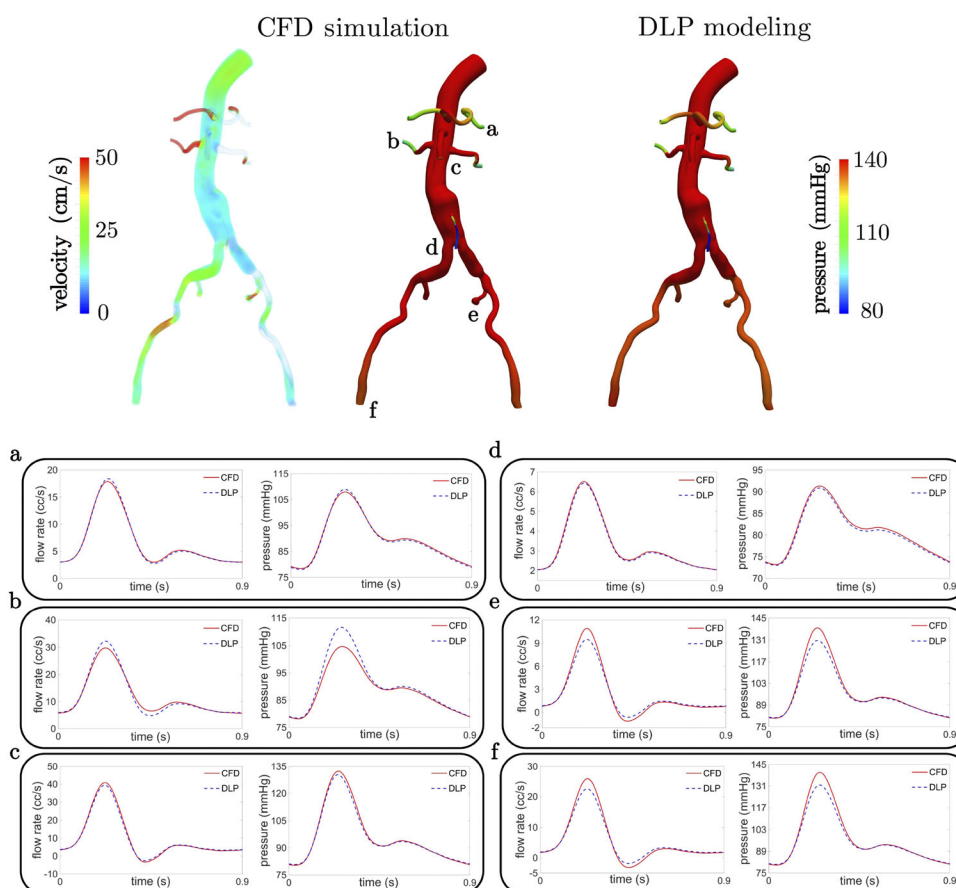 CFD simulation
DLP modeling
velocity (cm/s)
50
25
0
a
b
c
d
e
f
pressure (mmHg)
140
110
80
a
flow rate (cc/s)
20
15
10
5
0
0
time (s)
0.9
CFD
DLP
pressure (mmHg)
115
105
95
85
75
0
time (s)
0.9
CFD
DLP
d
flow rate (cc/s)
7
6
5
4
3
2
0
time (s)
0.9
CFD
DLP
pressure (mmHg)
95
90
85
80
75
70
0
time (s)
0.9
CFD
DLP
b
flow rate (cc/s)
40
30
20
10
0
0
time (s)
0.9
CFD
DLP
pressure (mmHg)
115
105
95
85
75
0
time (s)
0.9
CFD
DLP
e
flow rate (cc/s)
12
9
6
3
0
-3
0
time (s)
0.9
CFD
DLP
pressure (mmHg)
145
131
117
103
89
75
0
time (s)
0.9
CFD
DLP
c
flow rate (cc/s)
50
40
30
20
10
0
-10
0
time (s)
0.9
CFD
DLP
pressure (mmHg)
135
120
105
90
75
0
time (s)
0.9
CFD
DLP
f
flow rate (cc/s)
30
20
10
0
-5
0
time (s)
0.9
CFD
DLP
pressure (mmHg)
145
131
117
103
89
75
0
time (s)
0.9
CFD
DLP